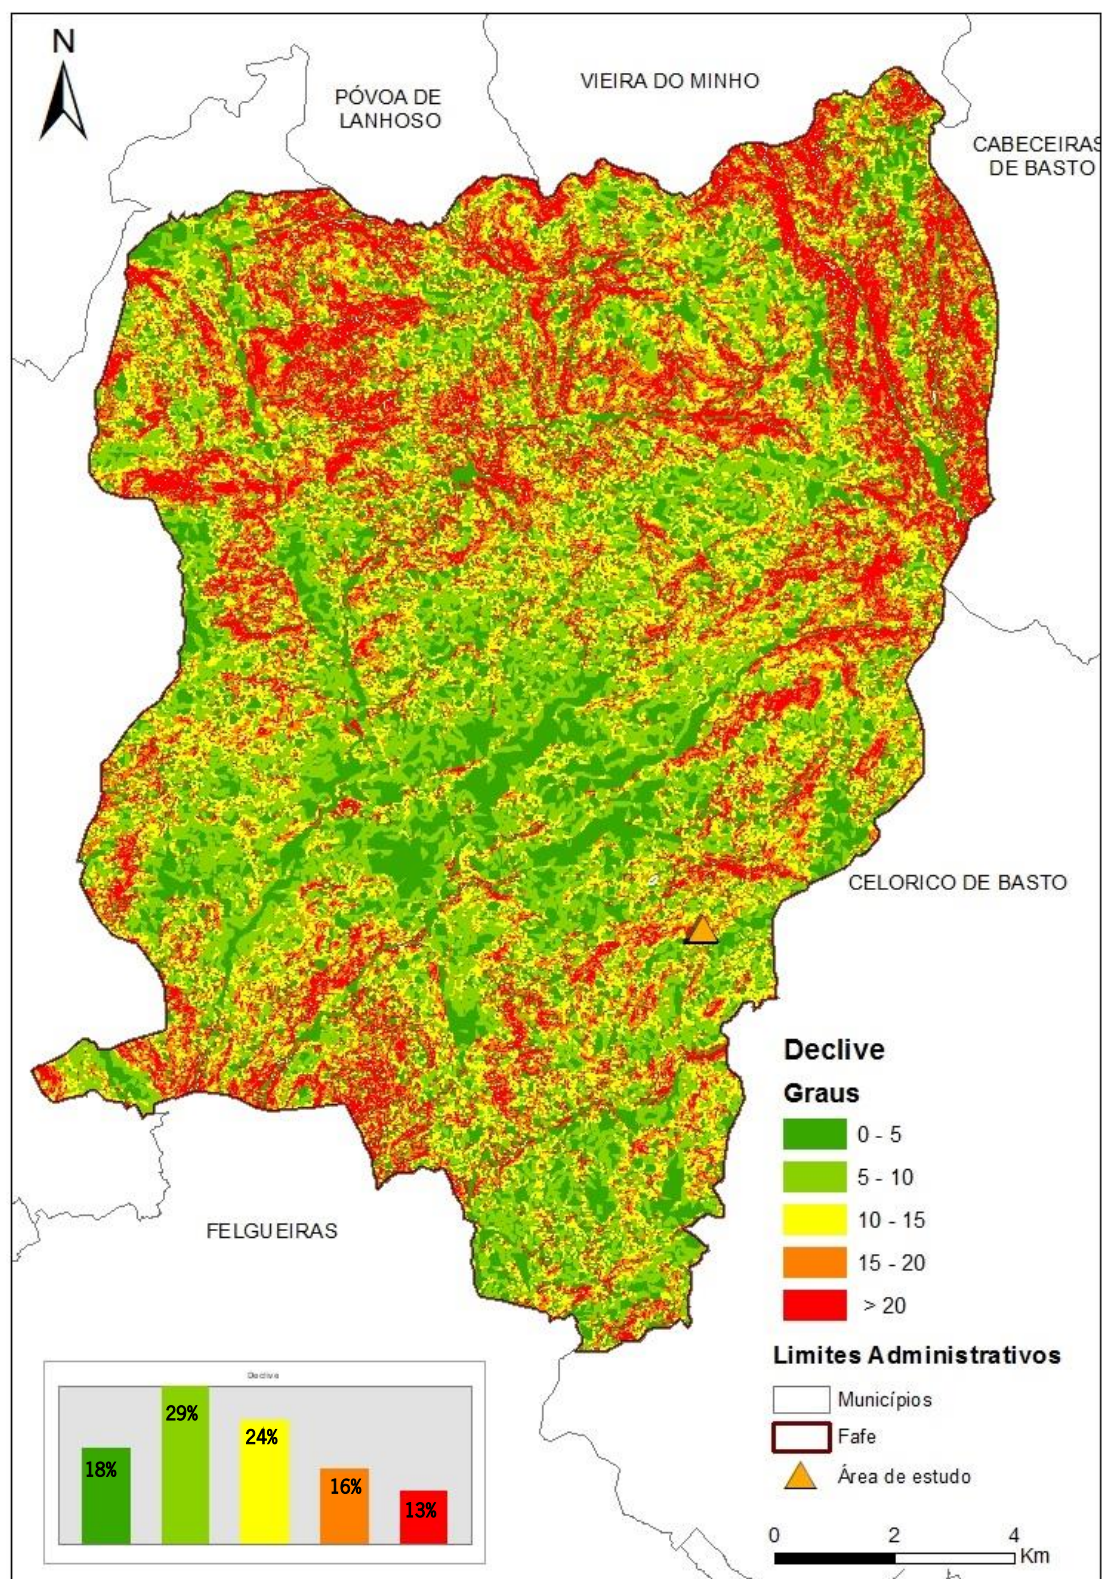 N
PÓVOA DE
LANHOSO
VIEIRA DO MINHO
CABECEIRAS
DE BASTO
CELORICO DE BASTO
FELGUEIRAS
Declive
Graus
0 - 5
5 - 10
10 - 15
15 - 20
> 20
Limites Administrativos
Municípios
Fafe
Área de estudo
0 2 4
Km
Declive
18%
29%
24%
16%
13%